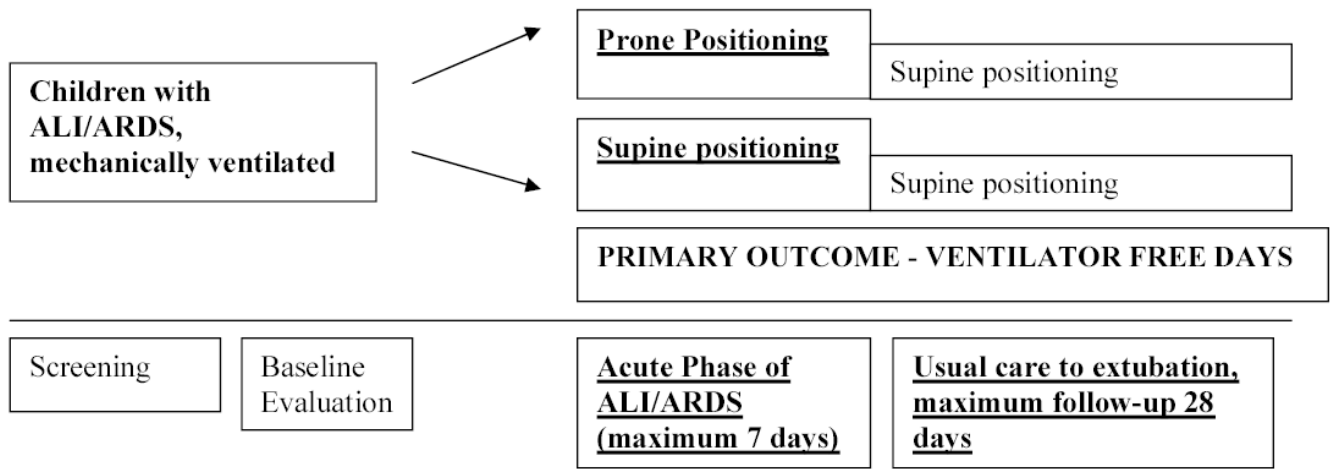 Children with
ALI/ARDS,
mechanically ventilated
Prone Positioning
Supine positioning
Supine positioning
Supine positioning
PRIMARY OUTCOME - VENTILATOR FREE DAYS
Screening
Baseline
Evaluation
Acute Phase of
ALI/ARDS
(maximum 7 days)
Usual care to extubation,
maximum follow-up 28
days